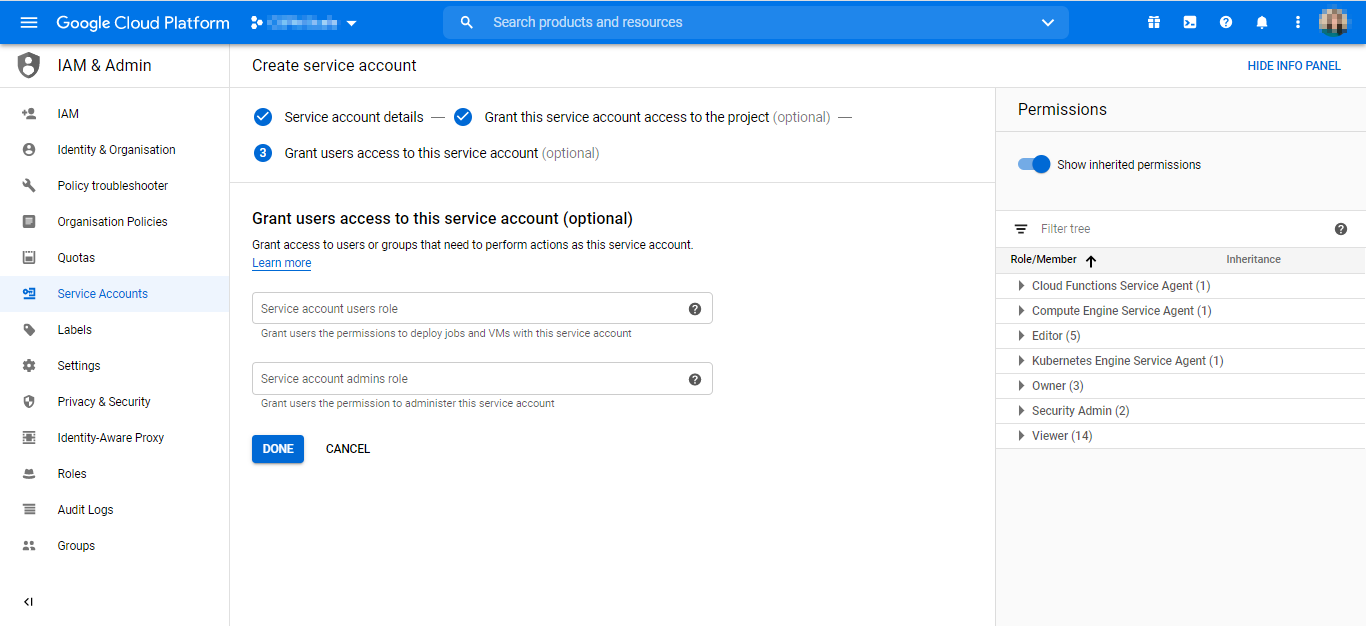 Google Cloud Platform
Search products and resources
IAM & Admin
Create service account
HIDE INFO PANEL
IAM
Identity & Organisation
Policy troubleshooter
Organisation Policies
Quotas
Service Accounts
Labels
Settings
Privacy & Security
Identity-Aware Proxy
Roles
Audit Logs
Groups
Service account details — Grant this service account access to the project (optional) —
3 Grant users access to this service account (optional)
Grant users access to this service account (optional)
Grant access to users or groups that need to perform actions as this service account.
Learn more
Service account users role
Grant users the permissions to deploy jobs and VMs with this service account
Service account admins role
Grant users the permission to administer this service account
DONE CANCEL
Permissions
Show inherited permissions
Filter tree
Role/Member Inheritance
Cloud Functions Service Agent (1)
Compute Engine Service Agent (1)
Editor (5)
Kubernetes Engine Service Agent (1)
Owner (3)
Security Admin (2)
Viewer (14)